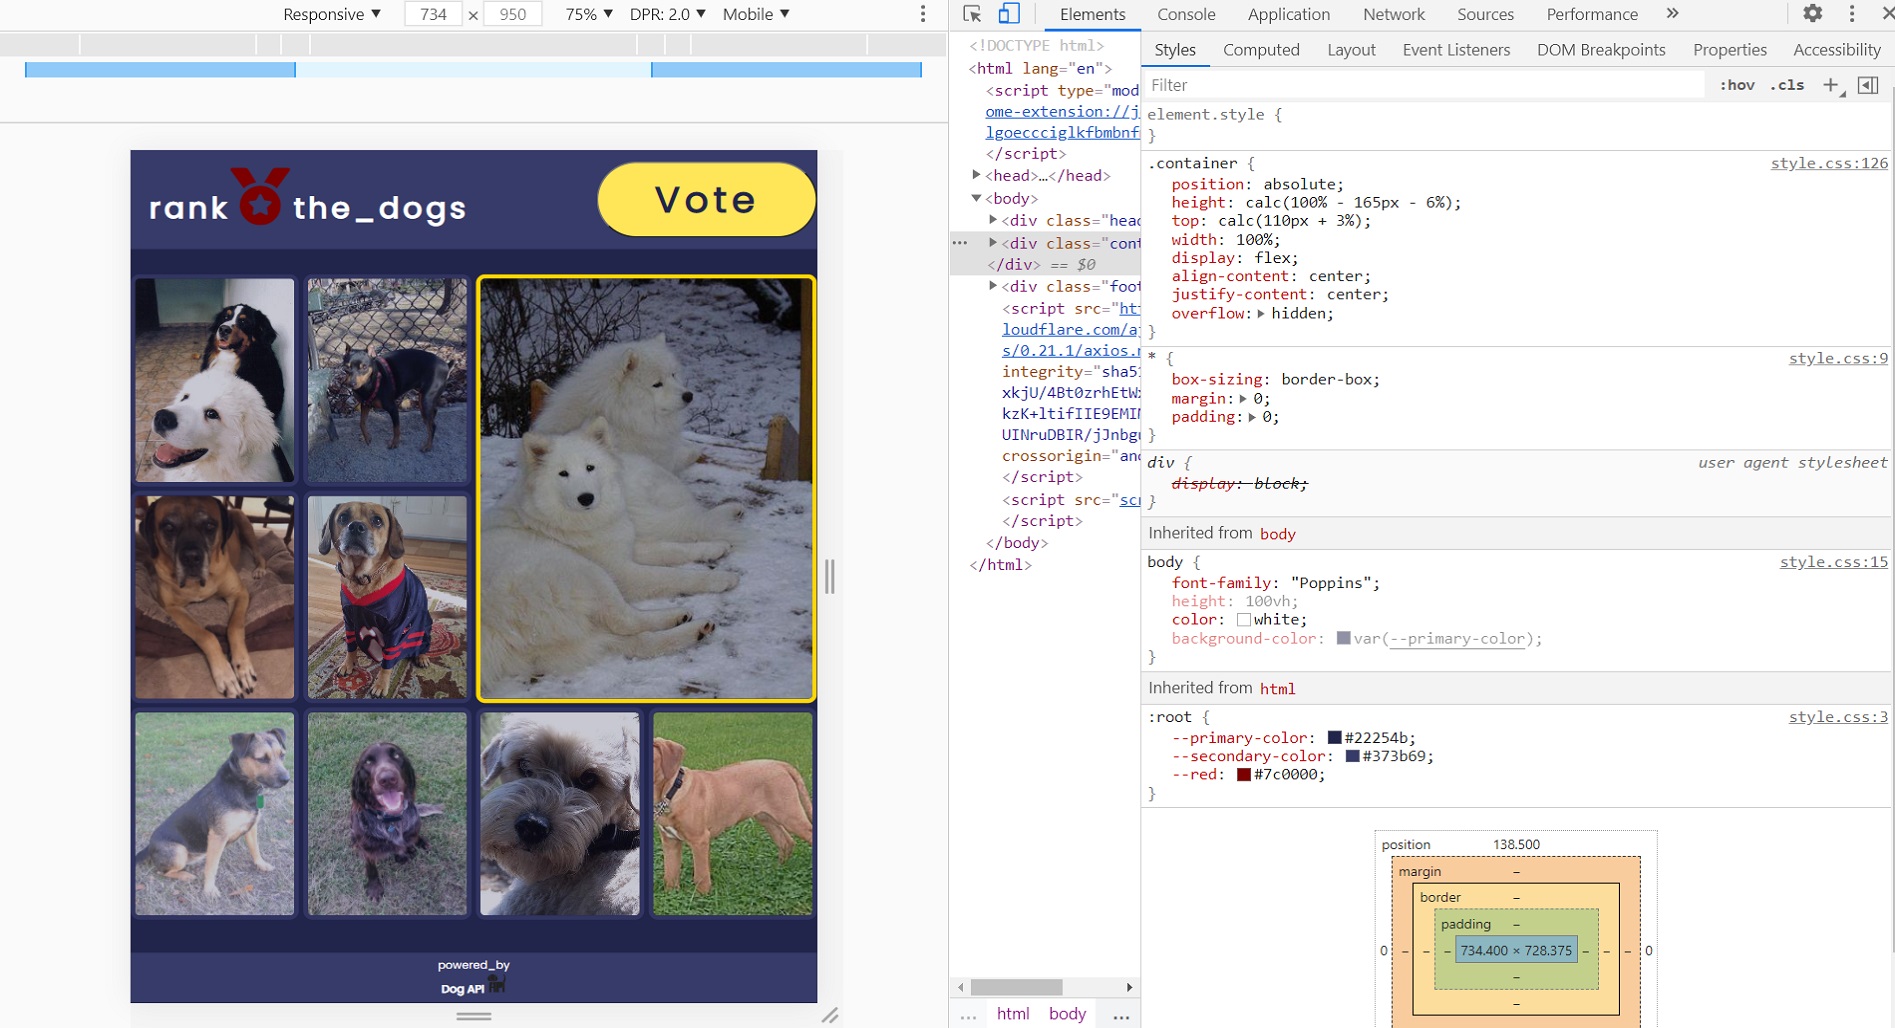 Responsive ▼ 734 × 950 75% ▼ DPR: 2.0 ▼ Mobile ▼
rank the_dogs
Vote
powered_by
Dog API
Elements Console Application Network Sources Performance »
<!DOCTYPE html>
<html lang="en">
<script type="mod
ome-extension://j
lgoeccciglkfbmbnf
</script>
▶<head>…</head>
▼<body>
▶<div class="head
… ▶<div class="cont
</div> == $0
▶<div class="foot
<script src="htt
loudflare.com/aj
s/0.21.1/axios.m
integrity="sha51
xkjU/4Bt0zrhEtWx
kzK+ltifIIE9EMIN
UINruDBIR/jJnbgu
crossorigin="ano
</script>
<script src="scr
</script>
</body>
</html>
… html body …
Styles Computed Layout Event Listeners DOM Breakpoints Properties Accessibility
Filter :hov .cls +
element.style {
}
.container { style.css:126
position: absolute;
height: calc(100% - 165px - 6%);
top: calc(110px + 3%);
width: 100%;
display: flex;
align-content: center;
justify-content: center;
overflow: ▶ hidden;
}
* { style.css:9
box-sizing: border-box;
margin: ▶ 0;
padding: ▶ 0;
}
div { user agent stylesheet
display: block;
}
Inherited from body
body { style.css:15
font-family: "Poppins";
height: 100vh;
color: white;
background-color: var(--primary-color);
}
Inherited from html
:root { style.css:3
--primary-color: #22254b;
--secondary-color: #373b69;
--red: #7c0000;
}
position 138.500
margin –
border –
padding –
0 – – – 734.400 × 728.375 – – – 0
–
–